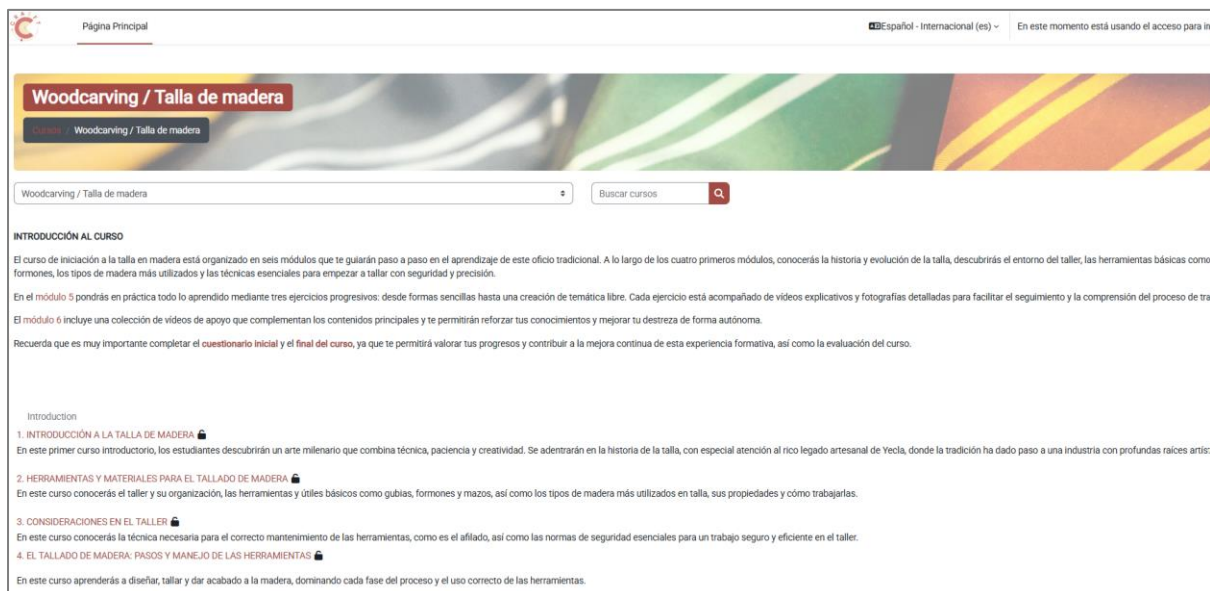 Página Principal
Español - Internacional (es)
En este momento está usando el acceso para in
Woodcarving / Talla de madera
Cursos / Woodcarving / Talla de madera
Woodcarving / Talla de madera
Buscar cursos
INTRODUCCIÓN AL CURSO
El curso de iniciación a la talla en madera está organizado en seis módulos que te guiarán paso a paso en el aprendizaje de este oficio tradicional. A lo largo de los cuatro primeros módulos, conocerás la historia y evolución de la talla, descubrirás el entorno del taller, las herramientas básicas como
formones, los tipos de madera más utilizados y las técnicas esenciales para empezar a tallar con seguridad y precisión.
En el módulo 5 pondrás en práctica todo lo aprendido mediante tres ejercicios progresivos: desde formas sencillas hasta una creación de temática libre. Cada ejercicio está acompañado de vídeos explicativos y fotografías detalladas para facilitar el seguimiento y la comprensión del proceso de tra
El módulo 6 incluye una colección de vídeos de apoyo que complementan los contenidos principales y te permitirán reforzar tus conocimientos y mejorar tu destreza de forma autónoma.
Recuerda que es muy importante completar el cuestionario inicial y el final del curso, ya que te permitirá valorar tus progresos y contribuir a la mejora continua de esta experiencia formativa, así como la evaluación del curso.
Introduction
1. INTRODUCCIÓN A LA TALLA DE MADERA
En este primer curso introductorio, los estudiantes descubrirán un arte milenario que combina técnica, paciencia y creatividad. Se adentrarán en la historia de la talla, con especial atención al rico legado artesanal de Yecla, donde la tradición ha dado paso a una industria con profundas raíces artís
2. HERRAMIENTAS Y MATERIALES PARA EL TALLADO DE MADERA
En este curso conocerás el taller y su organización, las herramientas y útiles básicos como gubias, formones y mazos, así como los tipos de madera más utilizados en talla, sus propiedades y cómo trabajarlas.
3. CONSIDERACIONES EN EL TALLER
En este curso conocerás la técnica necesaria para el correcto mantenimiento de las herramientas, como es el afilado, así como las normas de seguridad esenciales para un trabajo seguro y eficiente en el taller.
4. EL TALLADO DE MADERA: PASOS Y MANEJO DE LAS HERRAMIENTAS
En este curso aprenderás a diseñar, tallar y dar acabado a la madera, dominando cada fase del proceso y el uso correcto de las herramientas.